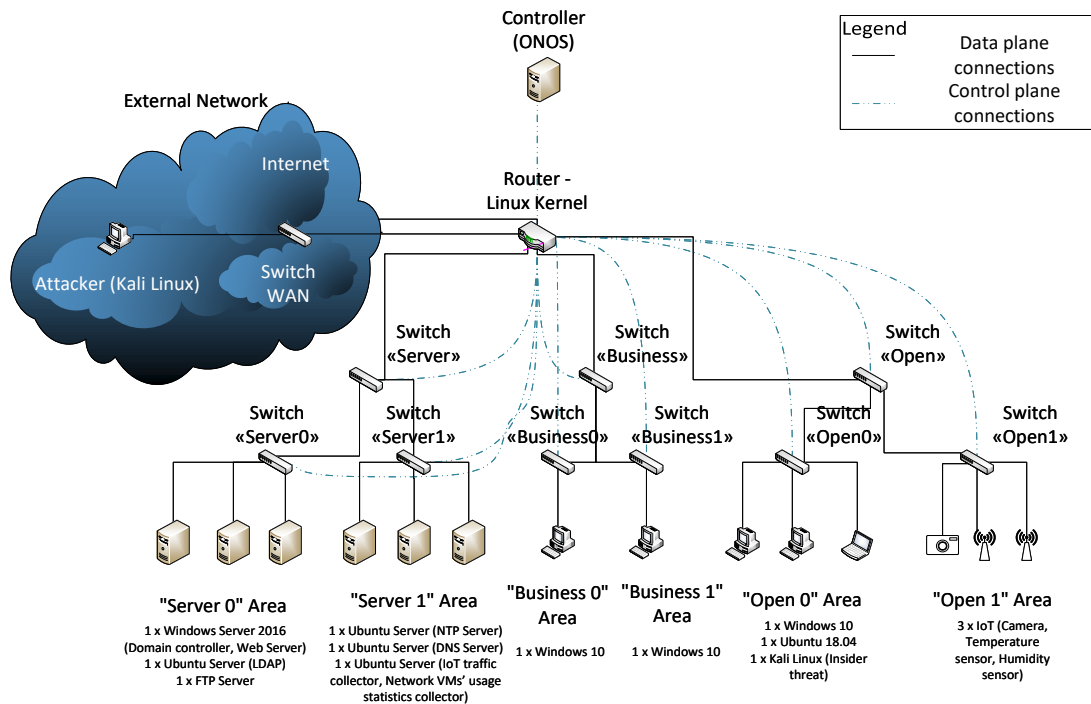 Controller
(ONOS)
Legend
Data plane
connections
Control plane
connections
External Network
Internet
Router -
Linux Kernel
Attacker (Kali Linux)
Switch
WAN
Switch
«Server»
Switch
«Business»
Switch
«Open»
Switch
«Server0»
Switch
«Server1»
Switch
«Business0»
Switch
«Business1»
Switch
«Open0»
Switch
«Open1»
"Server 0" Area
1 x Windows Server 2016
(Domain controller, Web Server)
1 x Ubuntu Server (LDAP)
1 x FTP Server
"Server 1" Area
1 x Ubuntu Server (NTP Server)
1 x Ubuntu Server (DNS Server)
1 x Ubuntu Server (IoT traffic
collector, Network VMs’ usage
statistics collector)
"Business 0"
Area
1 x Windows 10
"Business 1"
Area
1 x Windows 10
"Open 0" Area
1 x Windows 10
1 x Ubuntu 18.04
1 x Kali Linux (Insider
threat)
"Open 1" Area
3 x IoT (Camera,
Temperature
sensor, Humidity
sensor)